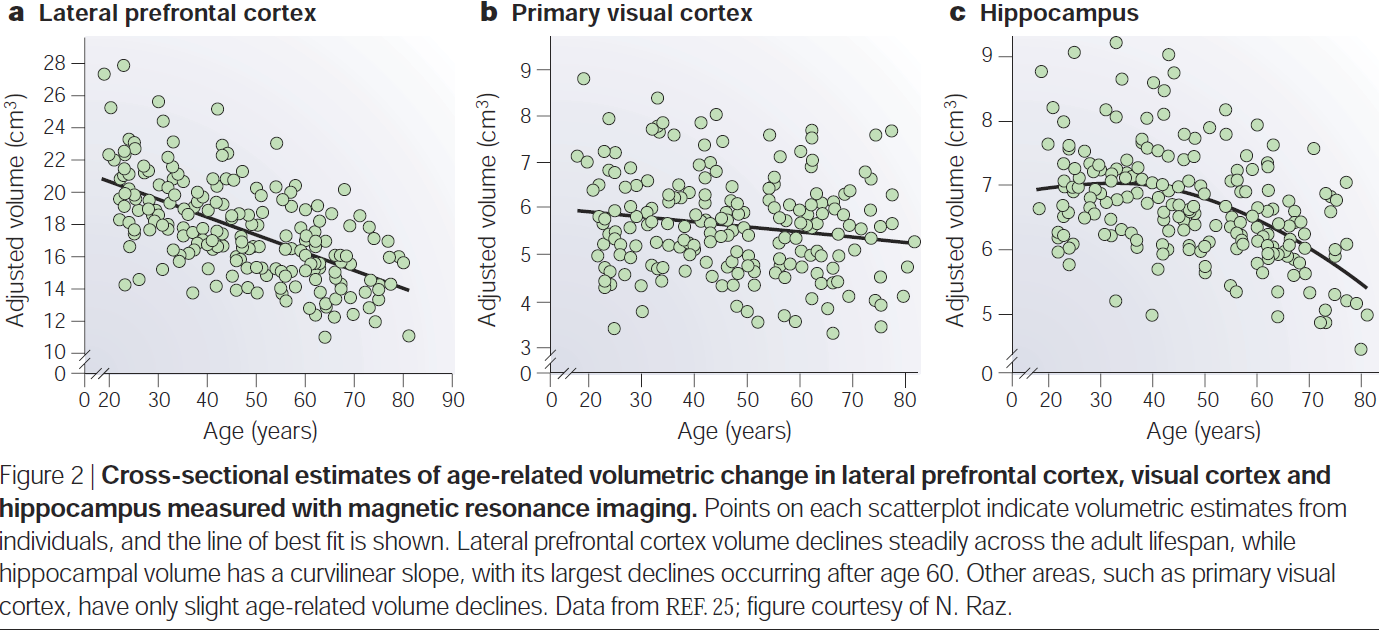 a Lateral prefrontal cortex
Adjusted volume (cm³)
28
26
24
22
20
18
16
14
12
10
0
0 20 30 40 50 60 70 80 90
Age (years)
b Primary visual cortex
Adjusted volume (cm³)
9
8
7
6
5
4
3
0
0 20 30 40 50 60 70 80
Age (years)
c Hippocampus
Adjusted volume (cm³)
9
8
7
6
5
0
0 20 30 40 50 60 70 80
Age (years)
Figure 2 | Cross-sectional estimates of age-related volumetric change in lateral prefrontal cortex, visual cortex and
hippocampus measured with magnetic resonance imaging. Points on each scatterplot indicate volumetric estimates from
individuals, and the line of best fit is shown. Lateral prefrontal cortex volume declines steadily across the adult lifespan, while
hippocampal volume has a curvilinear slope, with its largest declines occurring after age 60. Other areas, such as primary visual
cortex, have only slight age-related volume declines. Data from REF. 25; figure courtesy of N. Raz.